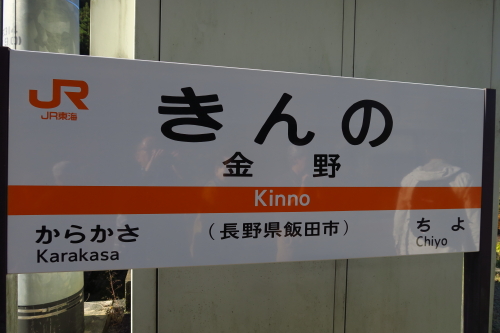 JR
JR東海
きんの
金野
Kinno
からかさ
Karakasa
（長野県飯田市）
ちよ
Chiyo